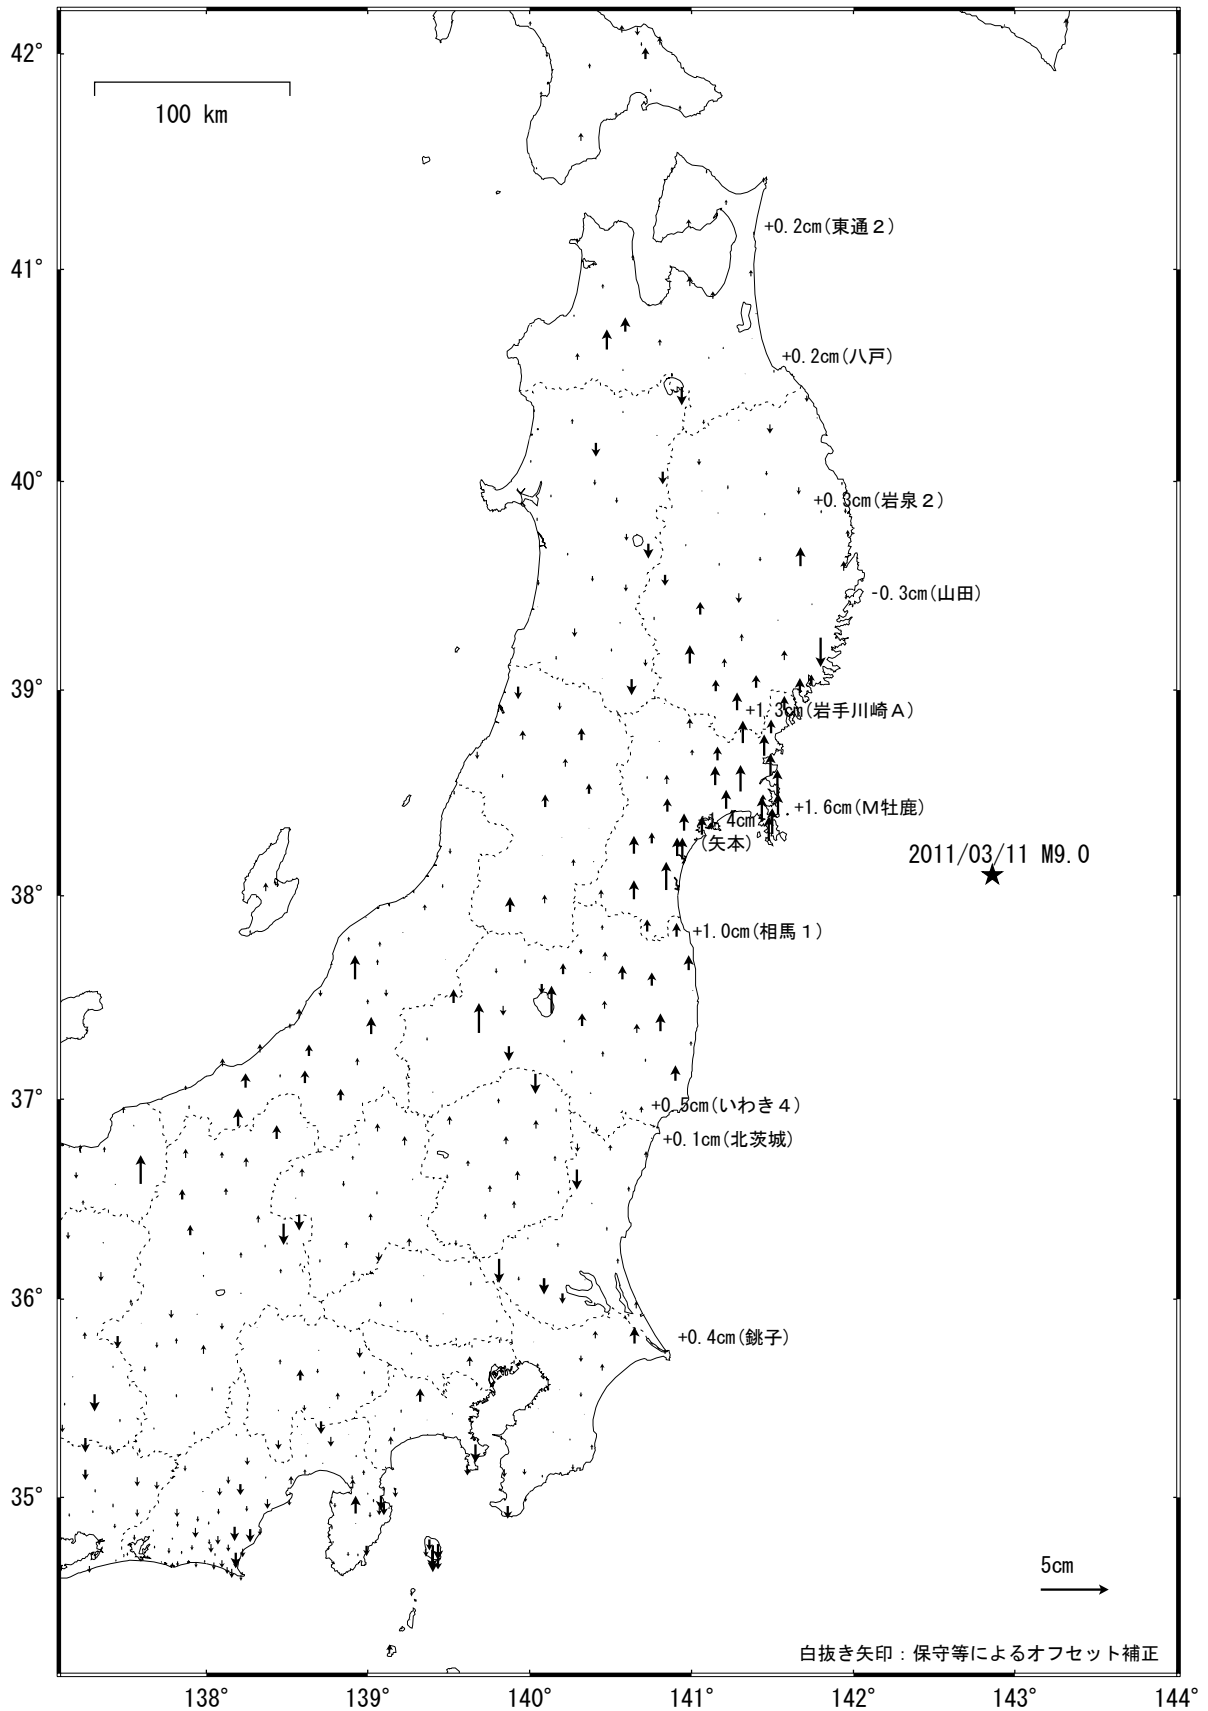 42°
100 km
+0.2cm(東通２)
41°
+0.2cm(八戸)
40°
+0.3cm(岩泉２)
-0.3cm(山田)
39°
+1.3cm(岩手川崎Ａ)
+1.6cm(Ｍ牡鹿)
1.4cm
(矢本)
2011/03/11 M9.0
38°
+1.0cm(相馬１)
37°
+0.5cm(いわき４)
+0.1cm(北茨城)
36°
+0.4cm(銚子)
35°
5cm
白抜き矢印：保守等によるオフセット補正
138° 139° 140° 141° 142° 143° 144°